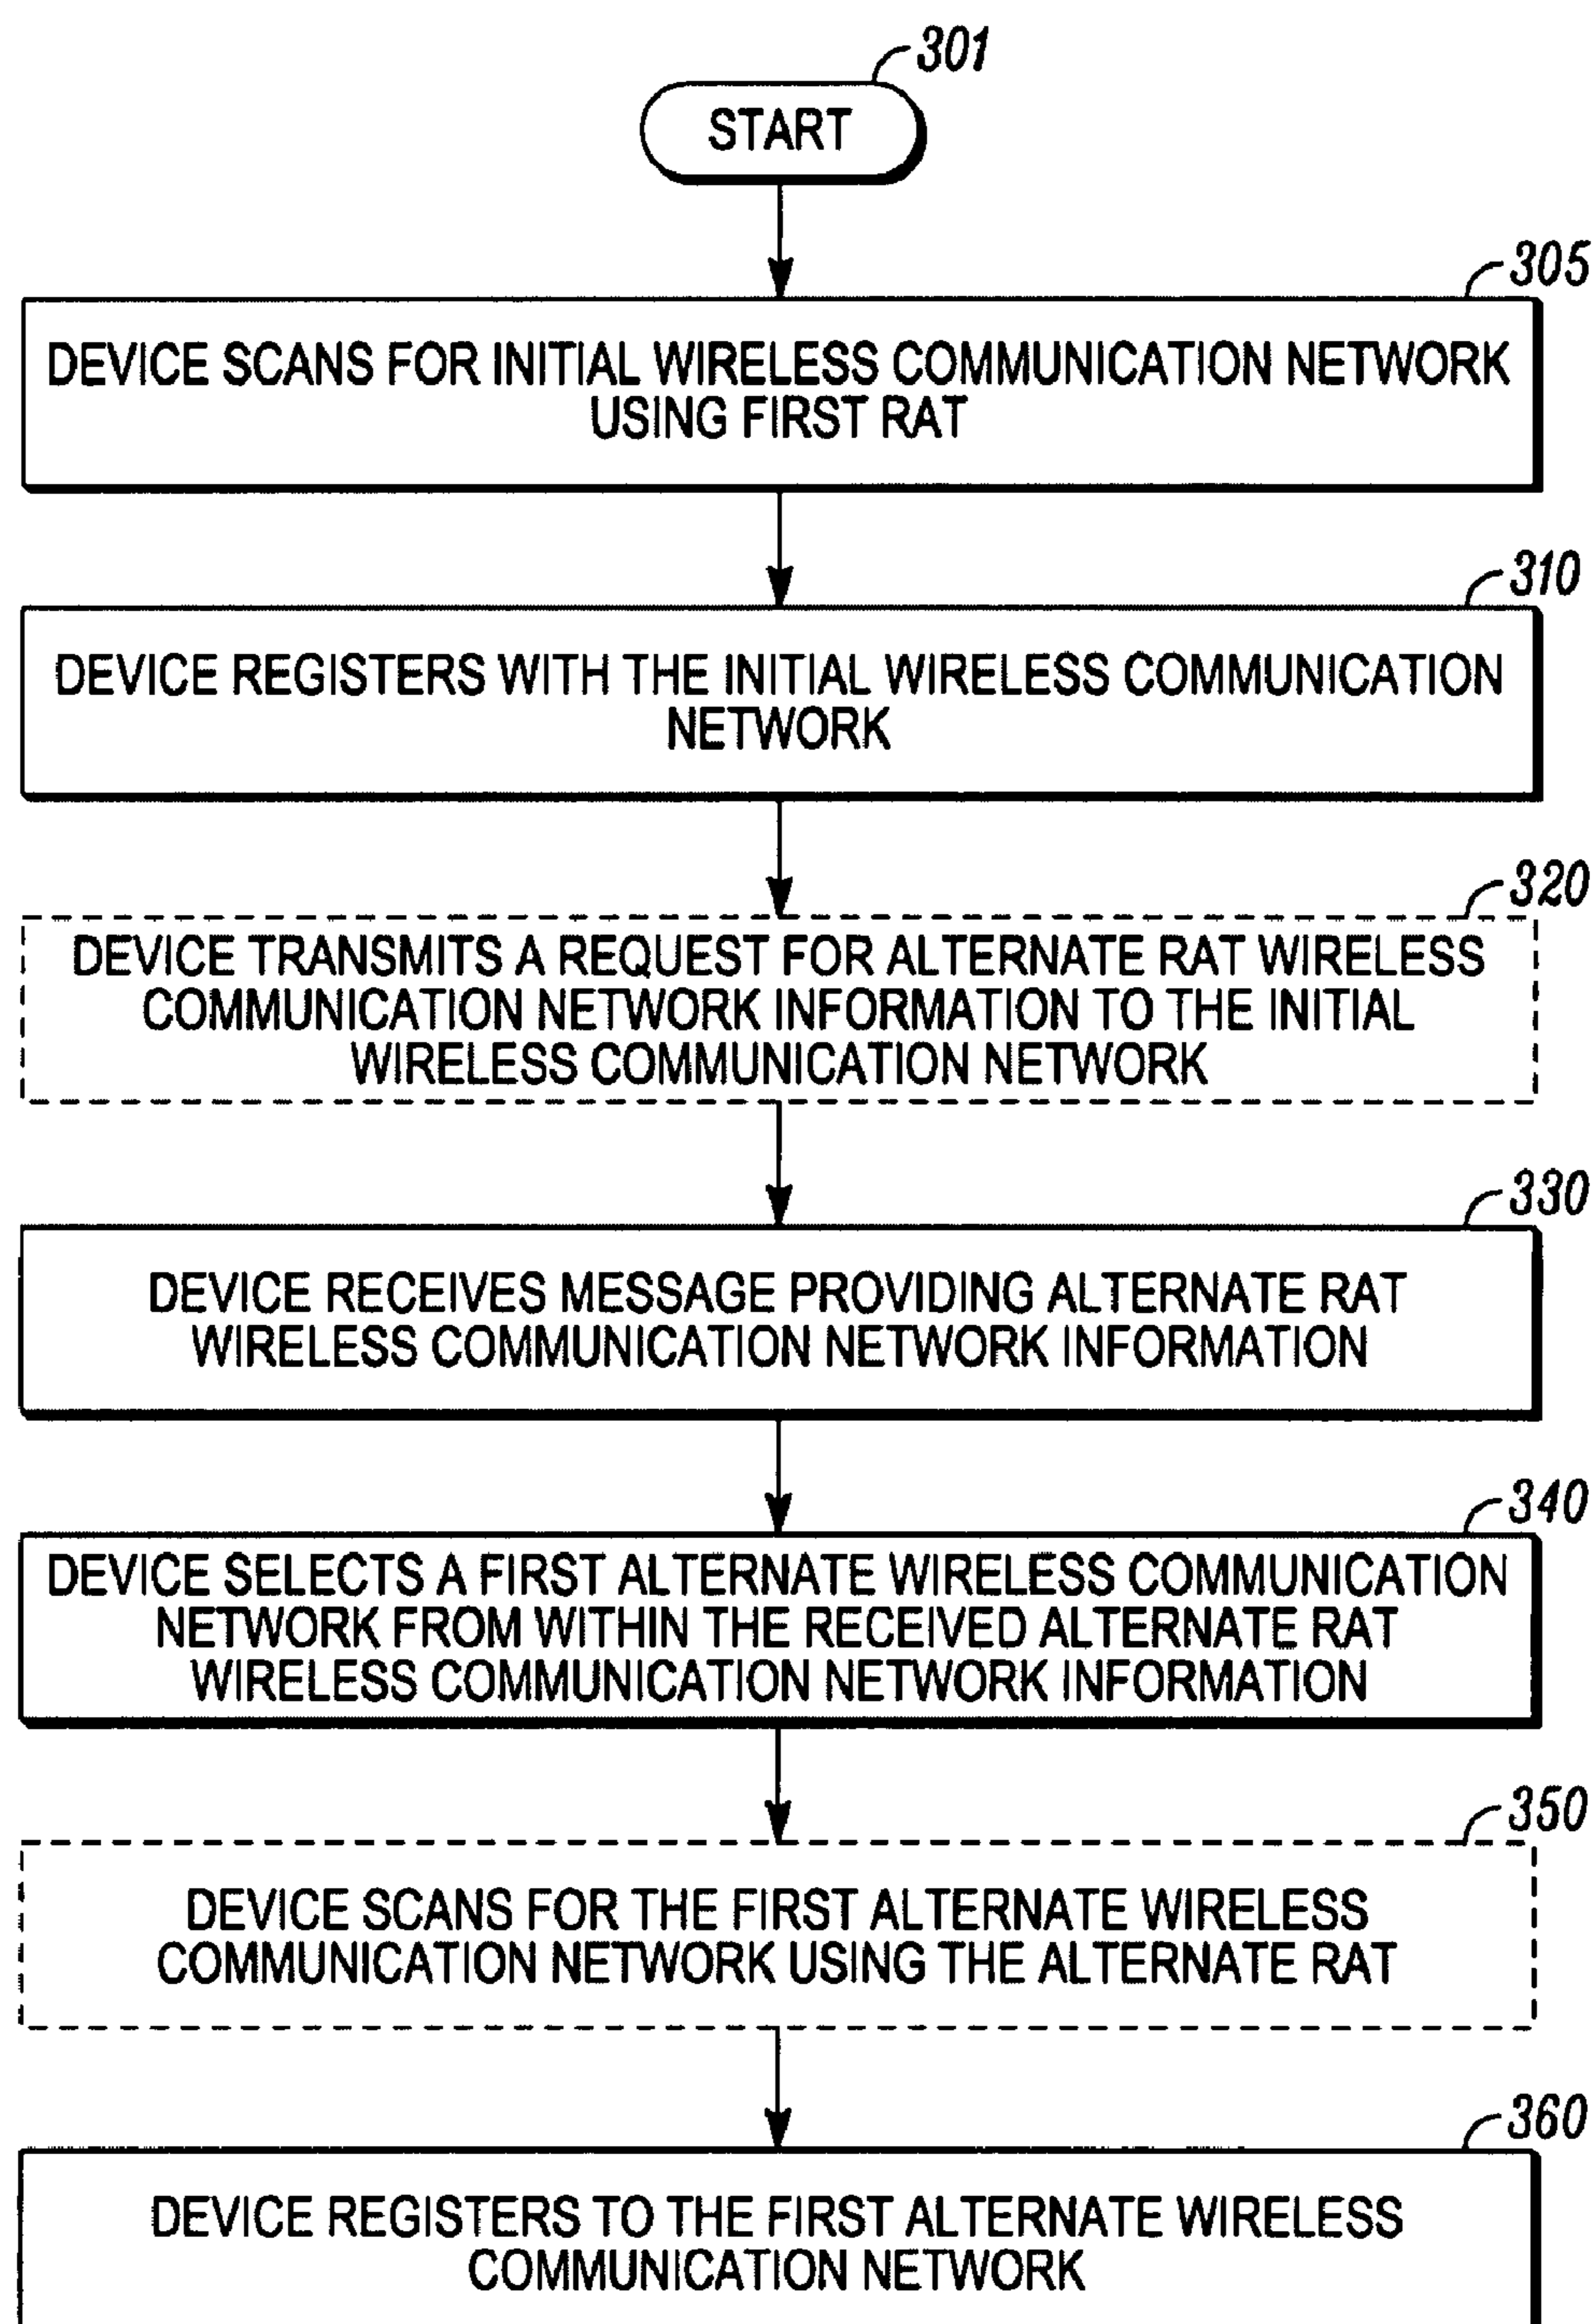 301
START
305
DEVICE SCANS FOR INITIAL WIRELESS COMMUNICATION NETWORK
USING FIRST RAT
310
DEVICE REGISTERS WITH THE INITIAL WIRELESS COMMUNICATION
NETWORK
320
DEVICE TRANSMITS A REQUEST FOR ALTERNATE RAT WIRELESS
COMMUNICATION NETWORK INFORMATION TO THE INITIAL
WIRELESS COMMUNICATION NETWORK
330
DEVICE RECEIVES MESSAGE PROVIDING ALTERNATE RAT
WIRELESS COMMUNICATION NETWORK INFORMATION
340
DEVICE SELECTS A FIRST ALTERNATE WIRELESS COMMUNICATION
NETWORK FROM WITHIN THE RECEIVED ALTERNATE RAT
WIRELESS COMMUNICATION NETWORK INFORMATION
350
DEVICE SCANS FOR THE FIRST ALTERNATE WIRELESS
COMMUNICATION NETWORK USING THE ALTERNATE RAT
360
DEVICE REGISTERS TO THE FIRST ALTERNATE WIRELESS
COMMUNICATION NETWORK